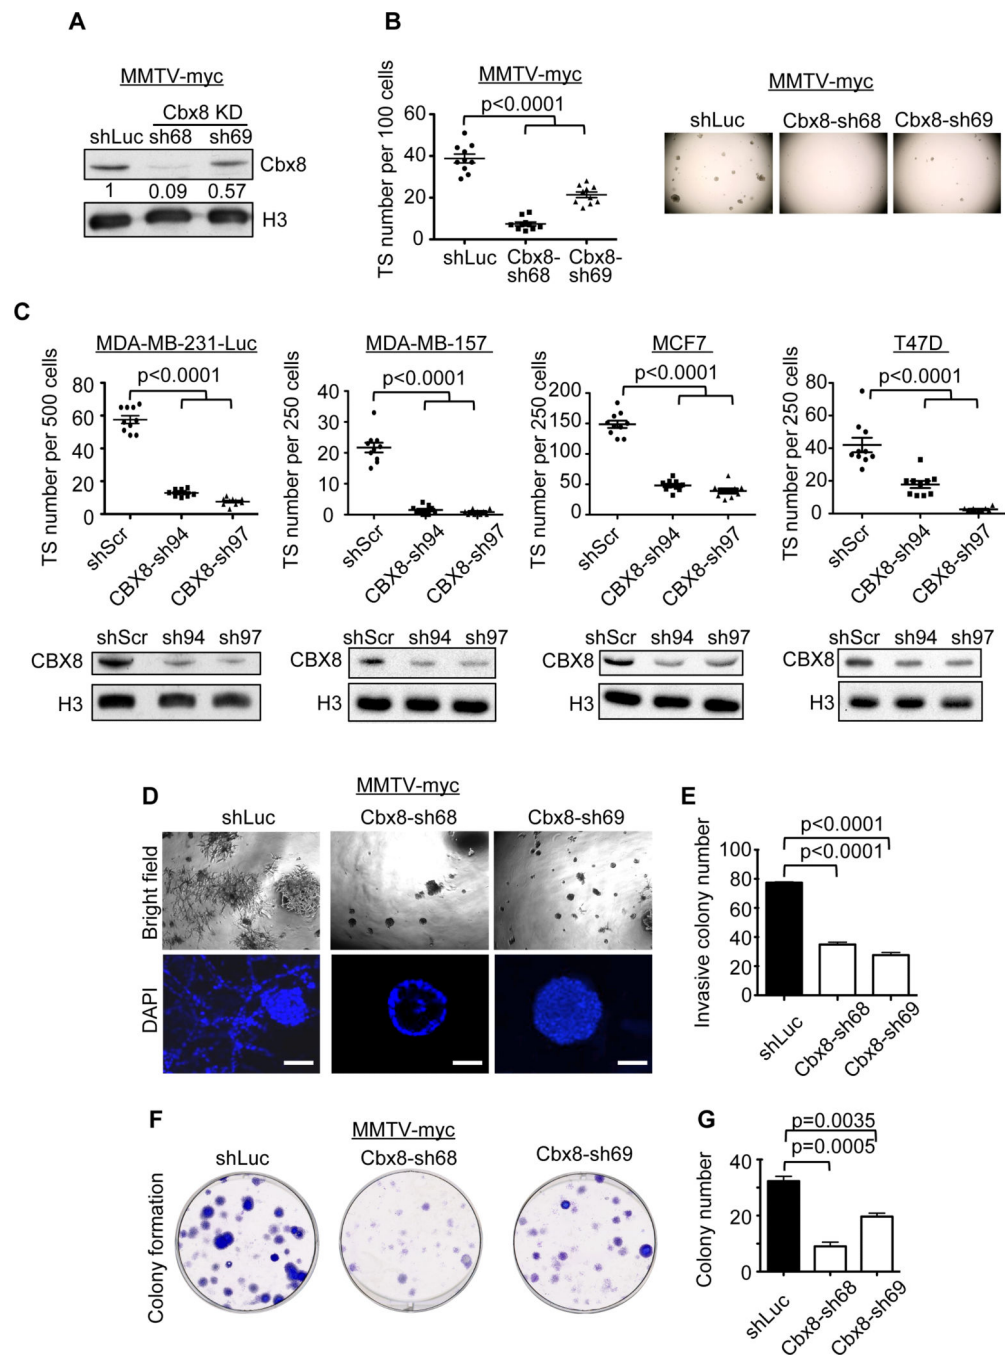 A
MMTV-myc
Cbx8 KD
shLuc sh68 sh69
Cbx8
1 0.09 0.57
H3
B
MMTV-myc
p<0.0001
TS number per 100 cells
60
40
20
0
shLuc
Cbx8-
sh68
Cbx8-
sh69
MMTV-myc
shLuc Cbx8-sh68 Cbx8-sh69
C
MDA-MB-231-Luc
p<0.0001
TS number per 500 cells
80
60
40
20
0
shScr
CBX8-sh94
CBX8-sh97
MDA-MB-157
p<0.0001
TS number per 250 cells
40
30
20
10
0
shScr
CBX8-sh94
CBX8-sh97
MCF7
p<0.0001
TS number per 250 cells
200
150
100
50
0
shScr
CBX8-sh94
CBX8-sh97
T47D
p<0.0001
TS number per 250 cells
80
60
40
20
0
shScr
CBX8-sh94
CBX8-sh97
shScr sh94 sh97
CBX8
H3
shScr sh94 sh97
CBX8
H3
shScr sh94 sh97
CBX8
H3
shScr sh94 sh97
CBX8
H3
D
MMTV-myc
shLuc Cbx8-sh68 Cbx8-sh69
Bright field
DAPI
E
p<0.0001
p<0.0001
Invasive colony number
100
80
60
40
20
0
shLuc
Cbx8-sh68
Cbx8-sh69
F
MMTV-myc
shLuc Cbx8-sh68 Cbx8-sh69
Colony formation
G
p=0.0035
p=0.0005
Colony number
40
20
0
shLuc
Cbx8-sh68
Cbx8-sh69